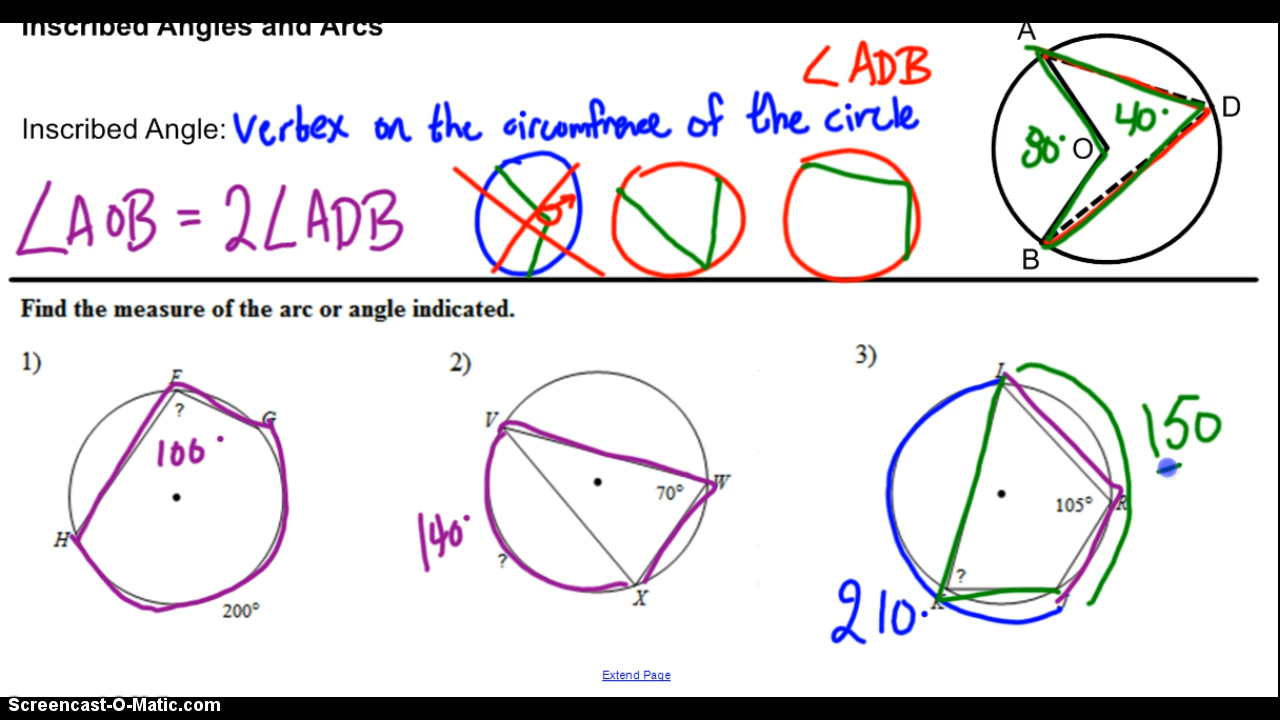 Inscribed Angles and Arcs
∠ADB
A
D
O
B
80°
40°
Inscribed Angle: Vertex on the circumfrence of the circle
∠AOB = 2∠ADB
Find the measure of the arc or angle indicated.
1)
F
?
G
100°
H
200°
2)
V
W
70°
140°
?
X
3)
L
150
105°
R
?
K
210°
Extend Page
Screencast-O-Matic.com